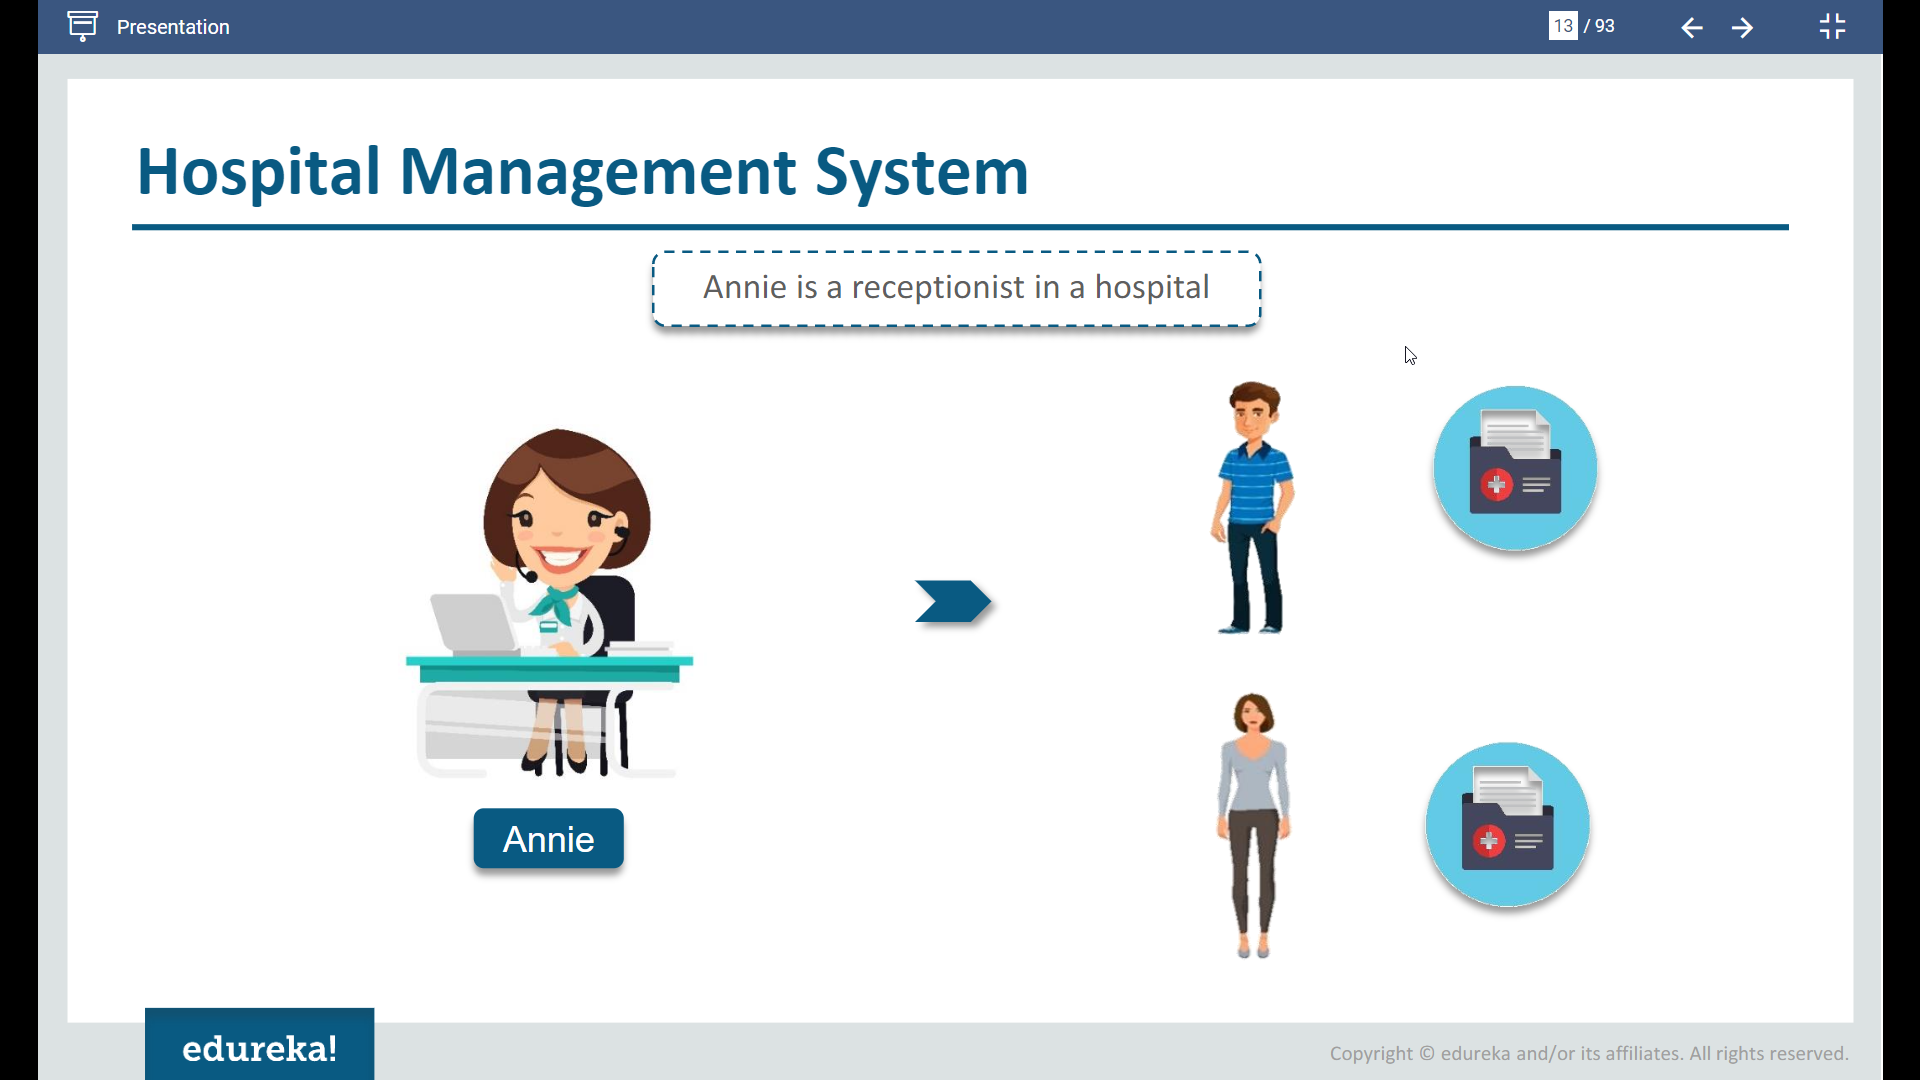 Presentation
13 / 93
Hospital Management System
Annie is a receptionist in a hospital
Annie
edureka!
Copyright © edureka and/or its affiliates. All rights reserved.